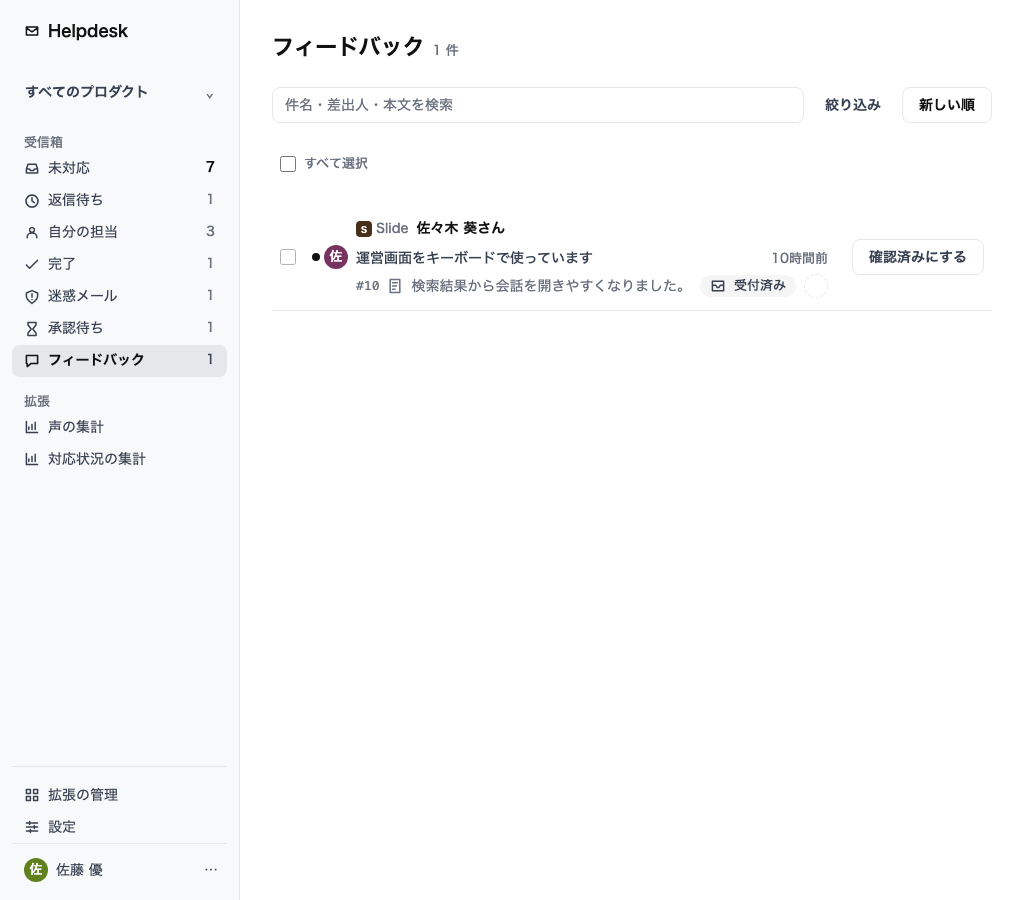 Helpdesk
すべてのプロダクト
受信箱
未対応 7
返信待ち 1
自分の担当 3
完了 1
迷惑メール 1
承認待ち 1
フィードバック 1
拡張
声の集計
対応状況の集計
拡張の管理
設定
佐 佐藤 優 …
フィードバック 1 件
件名・差出人・本文を検索 絞り込み 新しい順
すべて選択
s Slide 佐々木 葵さん
佐 運営画面をキーボードで使っています 10時間前 確認済みにする
#10 検索結果から会話を開きやすくなりました。 受付済み